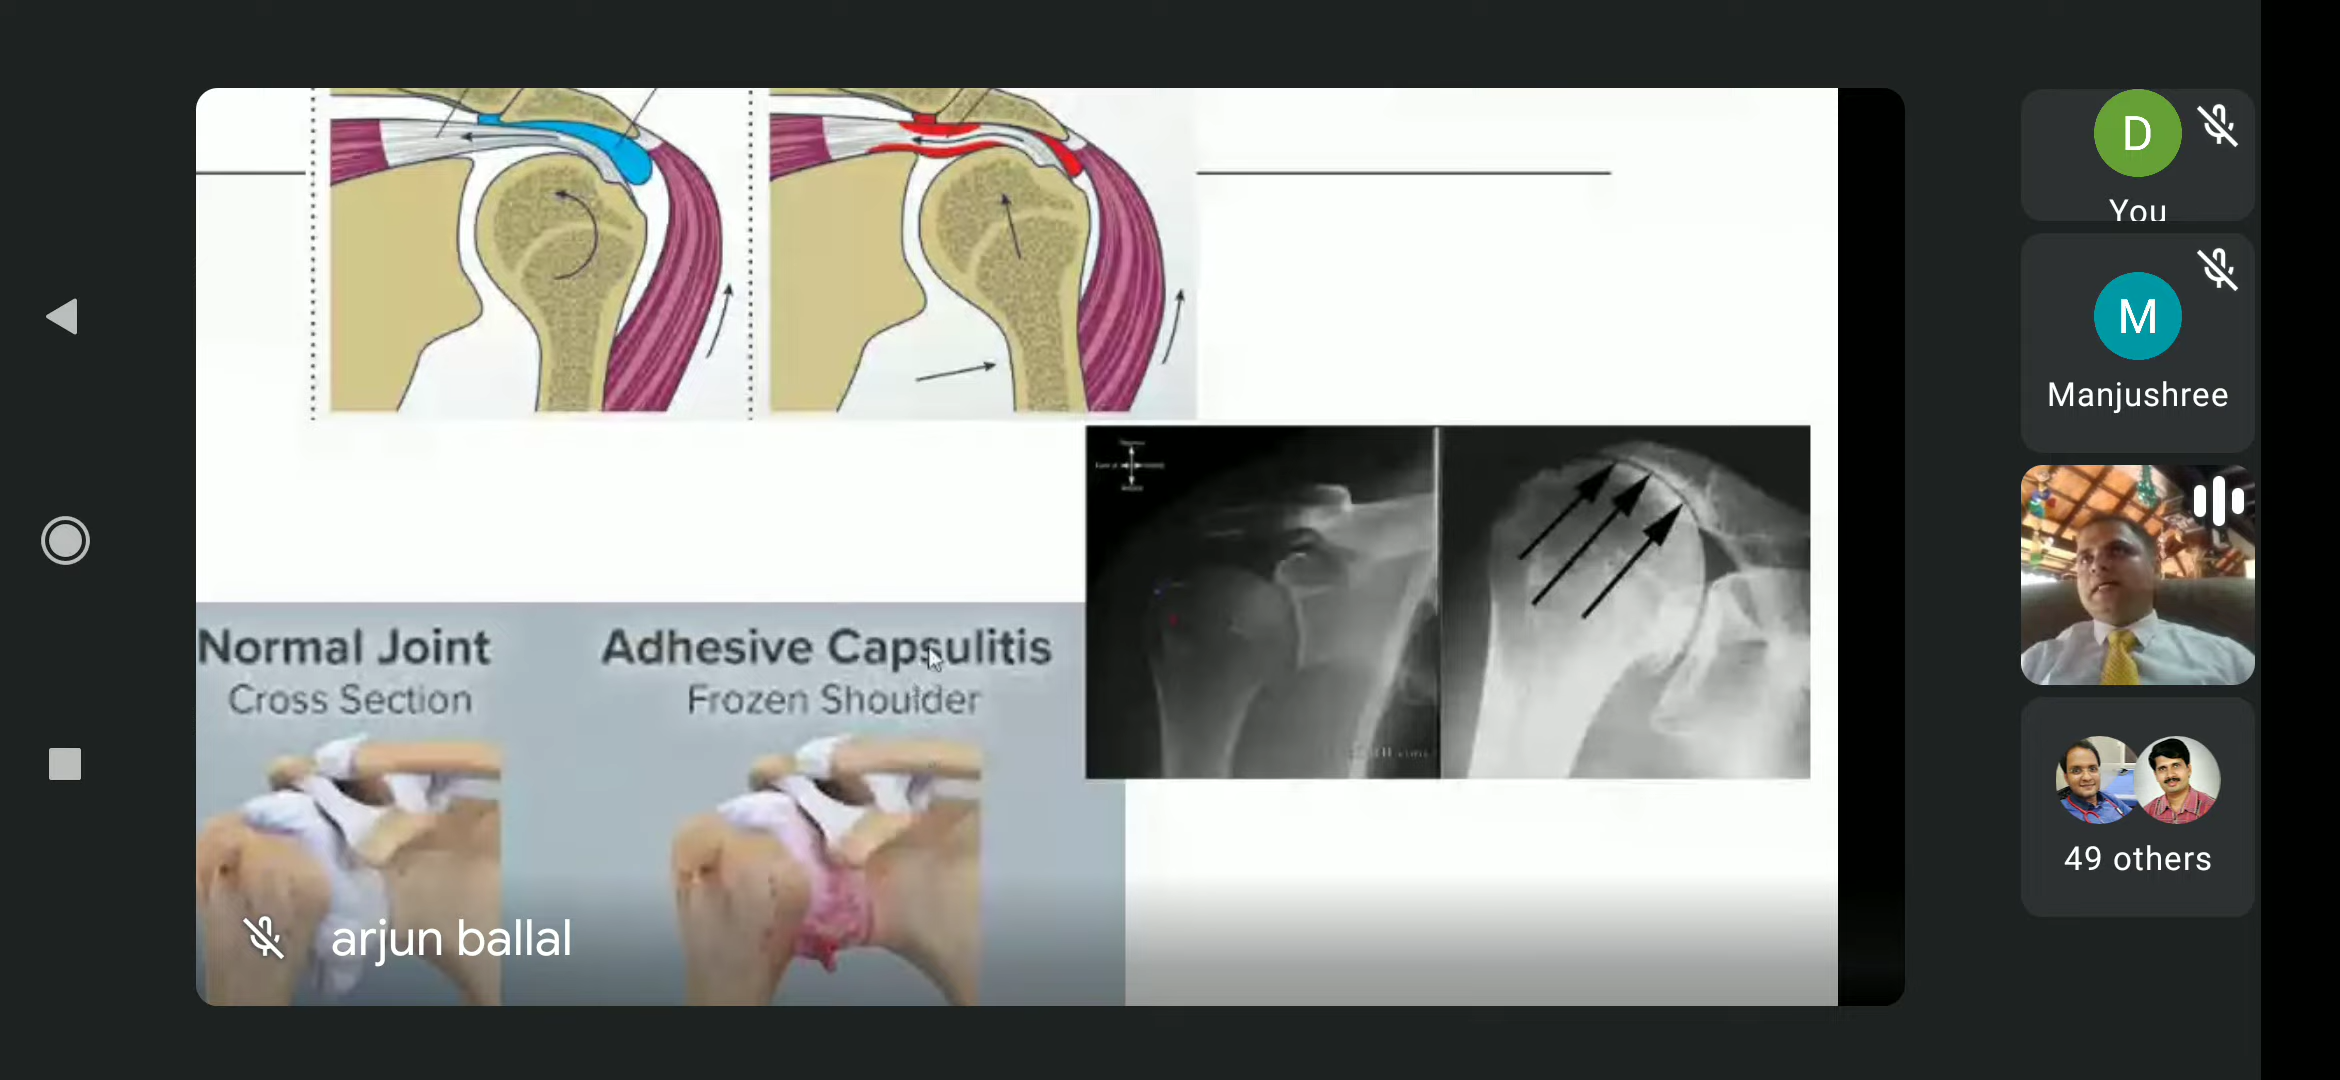 D
You
M
Manjushree
Normal Joint
Cross Section
Adhesive Capsulitis
Frozen Shoulder
arjun ballal
49 others